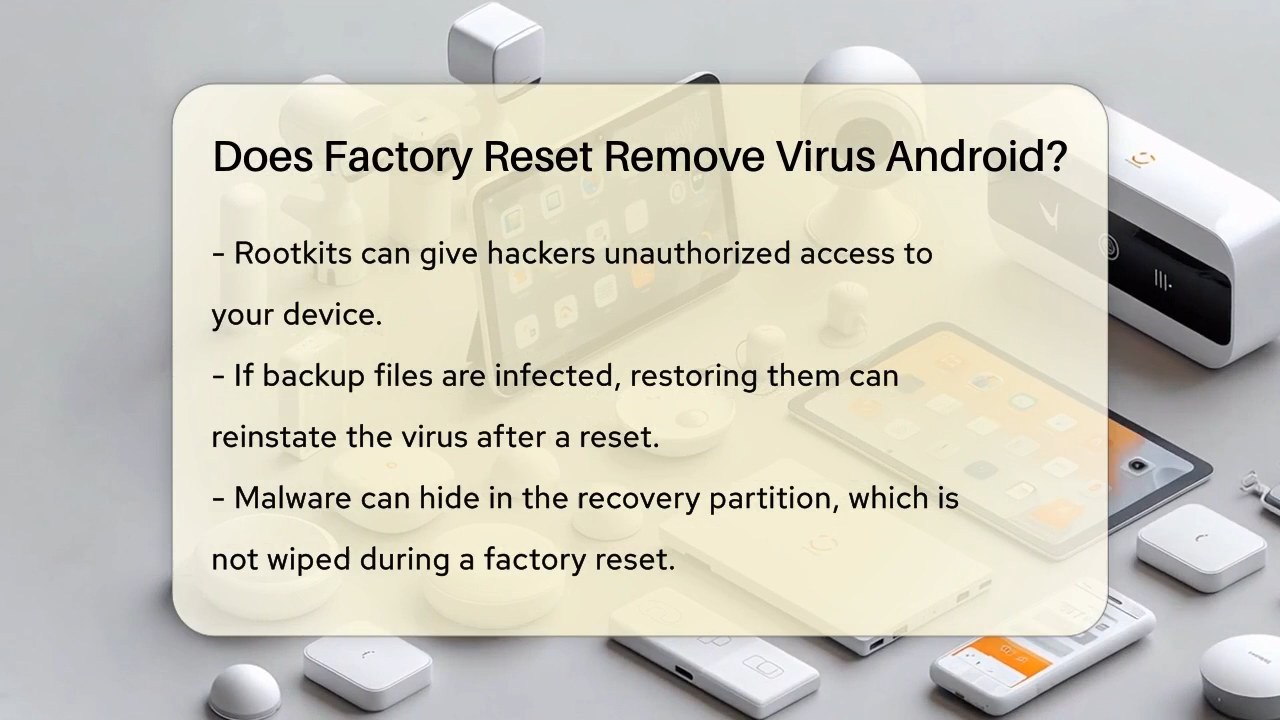 Does Factory Reset Remove Virus Android?
- Rootkits can give hackers unauthorized access to
your device.
- If backup files are infected, restoring them can
reinstate the virus after a reset.
- Malware can hide in the recovery partition, which is
not wiped during a factory reset.